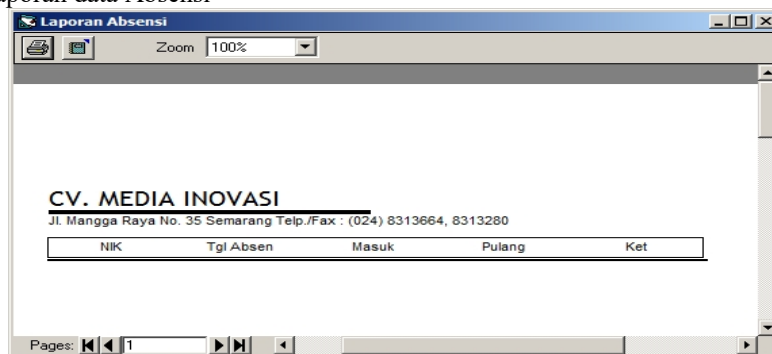 aporan data Absensi
Laporan Absensi
Zoom 100%
CV. MEDIA INOVASI
Jl. Mangga Raya No. 35 Semarang Telp./Fax : (024) 8313664, 8313280
NIK Tgl Absen Masuk Pulang Ket
Pages: 1